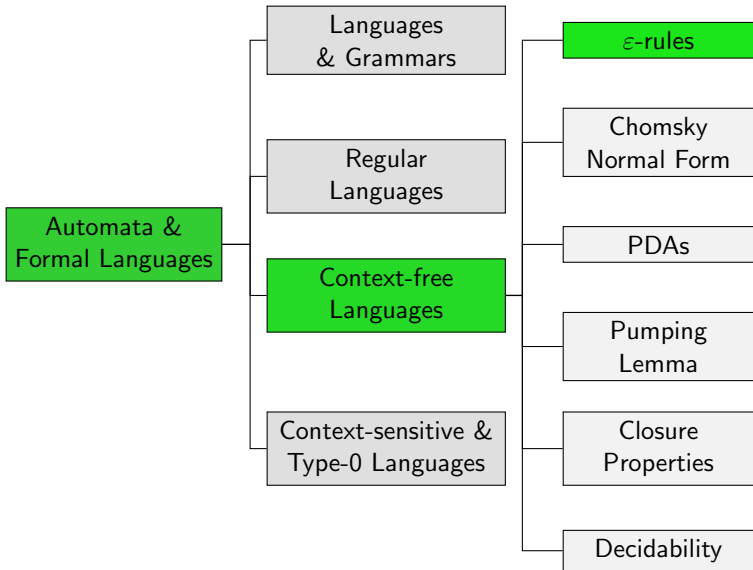 Automata &
Formal Languages
Languages
& Grammars
Regular
Languages
Context-free
Languages
Context-sensitive &
Type-0 Languages
ε-rules
Chomsky
Normal Form
PDAs
Pumping
Lemma
Closure
Properties
Decidability